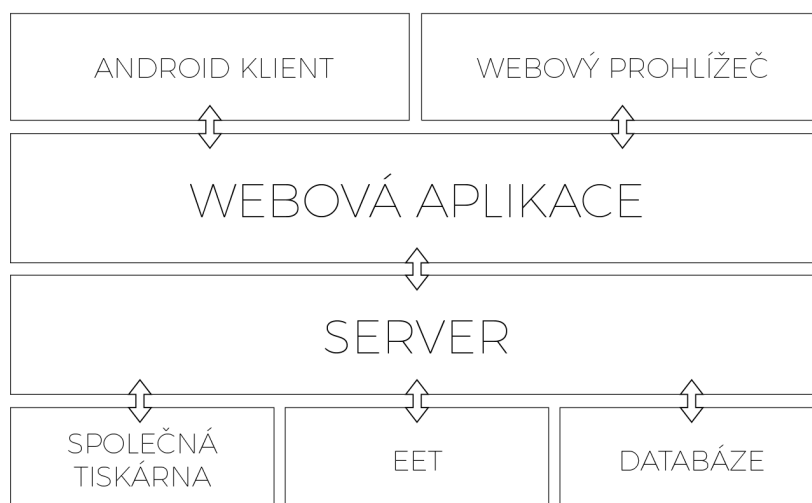 ANDROID KLIENT
WEBOVÝ PROHLÍŽEČ
WEBOVÁ APLIKACE
SERVER
SPOLEČNÁ
TISKÁRNA
EET
DATABÁZE